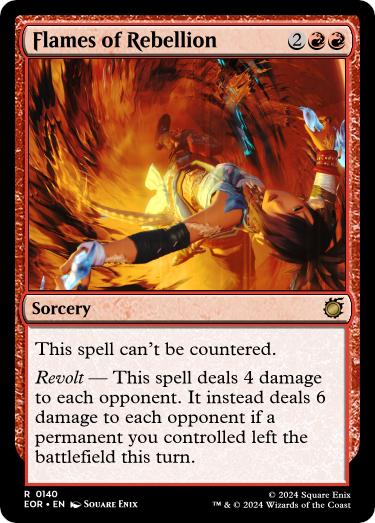 Flames of Rebellion 2
Sorcery
This spell can't be countered.
Revolt — This spell deals 4 damage
to each opponent. It instead deals 6
damage to each opponent if a
permanent you controlled left the
battlefield this turn.
R 0140
EOR • EN Square Enix
© 2024 Square Enix
™ & © 2024 Wizards of the Coast